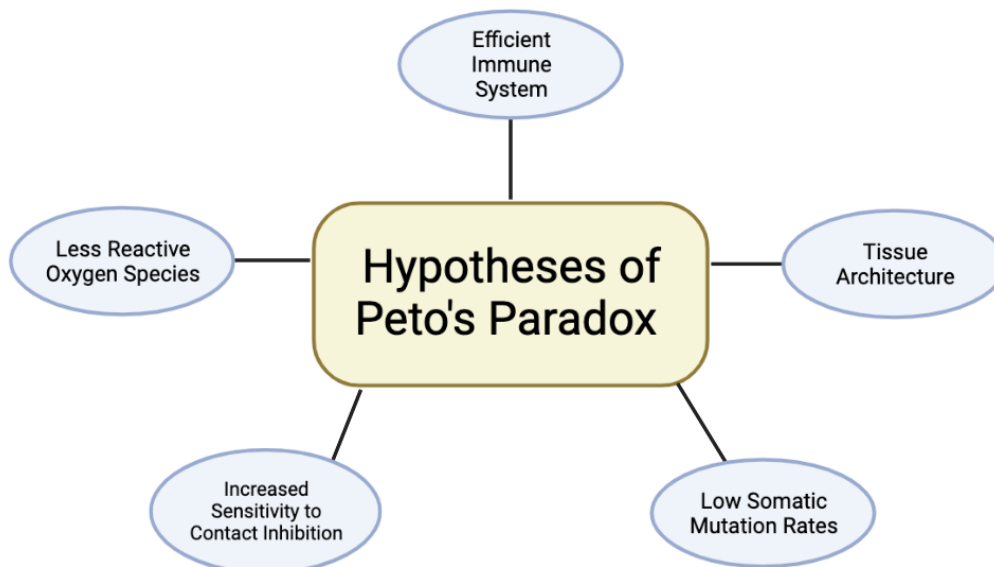 Efficient
Immune
System
Less Reactive
Oxygen Species
Hypotheses of
Peto's Paradox
Tissue
Architecture
Increased
Sensitivity to
Contact Inhibition
Low Somatic
Mutation Rates